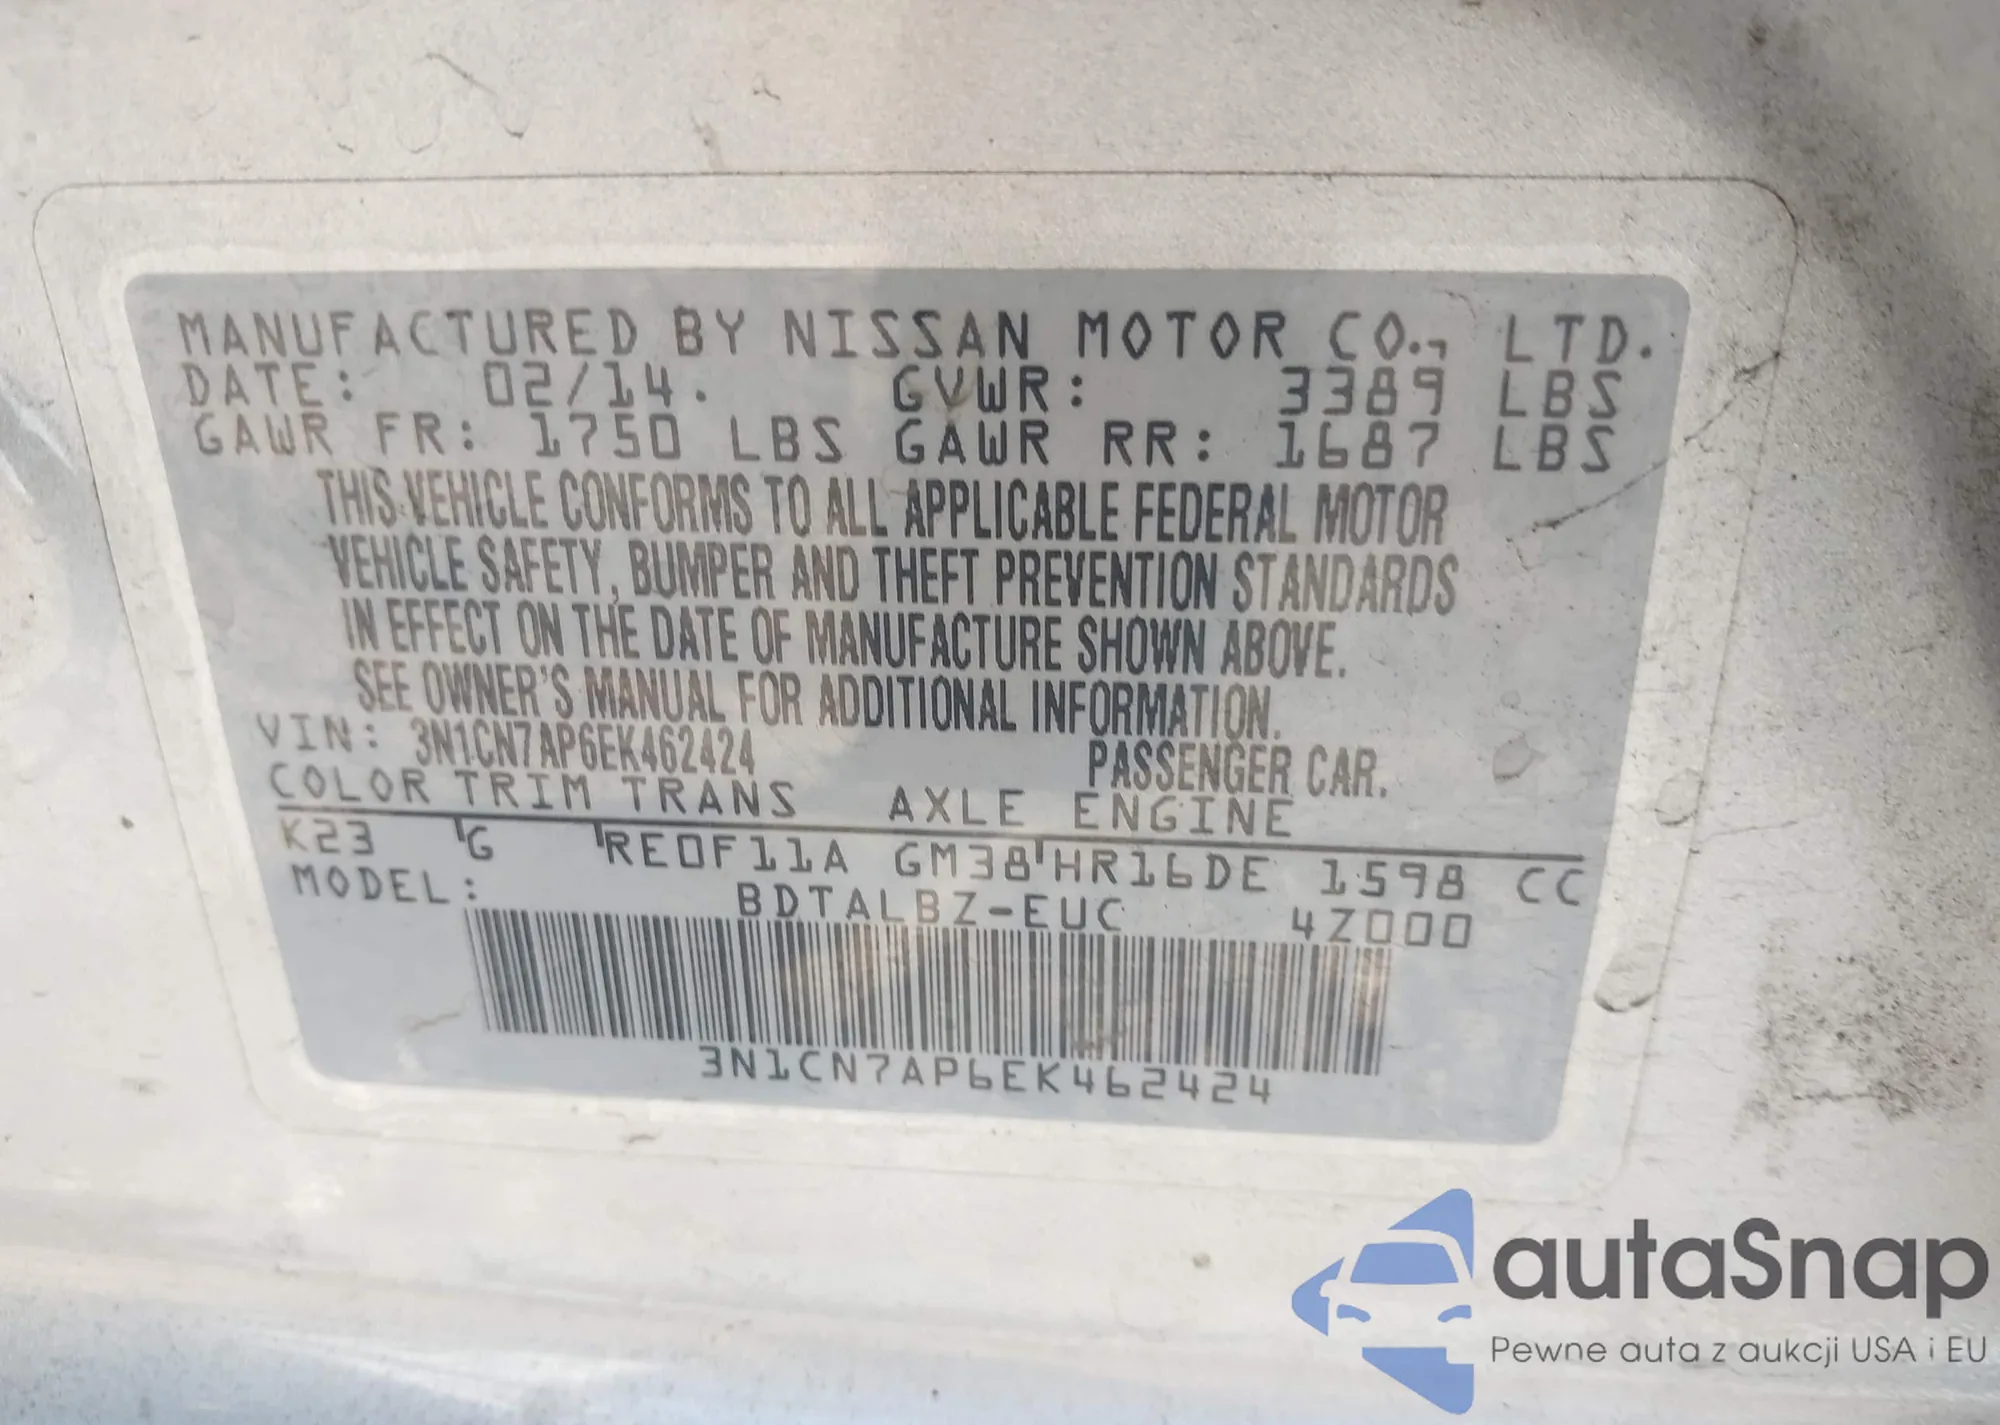 MANUFACTURED BY NISSAN MOTOR CO., LTD.
DATE: 02/14. GVWR: 3389 LBS
GAWR FR: 1750 LBS GAWR RR: 1687 LBS
THIS VEHICLE CONFORMS TO ALL APPLICABLE FEDERAL MOTOR
VEHICLE SAFETY, BUMPER AND THEFT PREVENTION STANDARDS
IN EFFECT ON THE DATE OF MANUFACTURE SHOWN ABOVE.
SEE OWNER'S MANUAL FOR ADDITIONAL INFORMATION.
VIN: 3N1CN7AP6EK462424 PASSENGER CAR.
COLOR TRIM TRANS AXLE ENGINE
K23 G RE0F11A GM38 HR16DE 1598 CC
MODEL: BDTALBZ-EUC 4Z000
3N1CN7AP6EK462424
autaSnap
Pewne auta z aukcji USA i EU